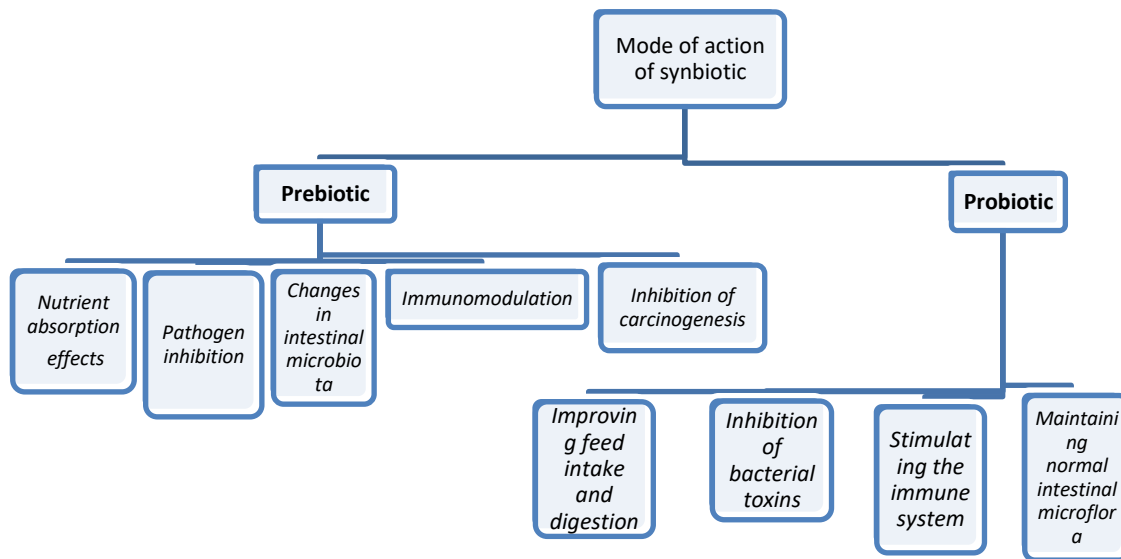 Mode of action
of synbiotic
Prebiotic
Probiotic
Nutrient
absorption
effects
Pathogen
inhibition
Changes
in
intestinal
microbio
ta
Immunomodulation
Inhibition of
carcinogenesis
Improvin
g feed
intake
and
digestion
Inhibition
of
bacterial
toxins
Stimulat
ing the
immune
system
Maintaini
ng
normal
intestinal
microflor
a